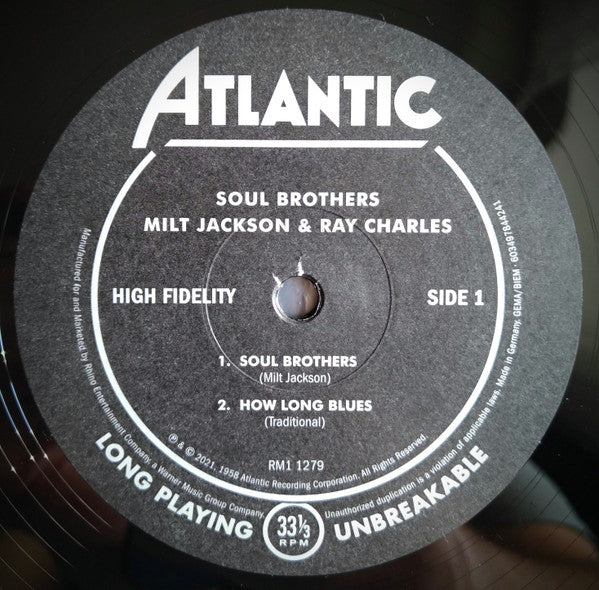 ATLANTIC
SOUL BROTHERS
MILT JACKSON & RAY CHARLES
HIGH FIDELITY
SIDE 1
1. SOUL BROTHERS
(Milt Jackson)
2. HOW LONG BLUES
(Traditional)
℗ & © 2021, 1958 Atlantic Recording Corporation. All Rights Reserved.
RM1 1279
Manufactured for and Marketed by Rhino Entertainment Company, a Warner Music Group Company.
Unauthorized duplication is a violation of applicable laws. Made in Germany. GEMA/BIEM · 603497844241
LONG PLAYING
33⅓
RPM
UNBREAKABLE